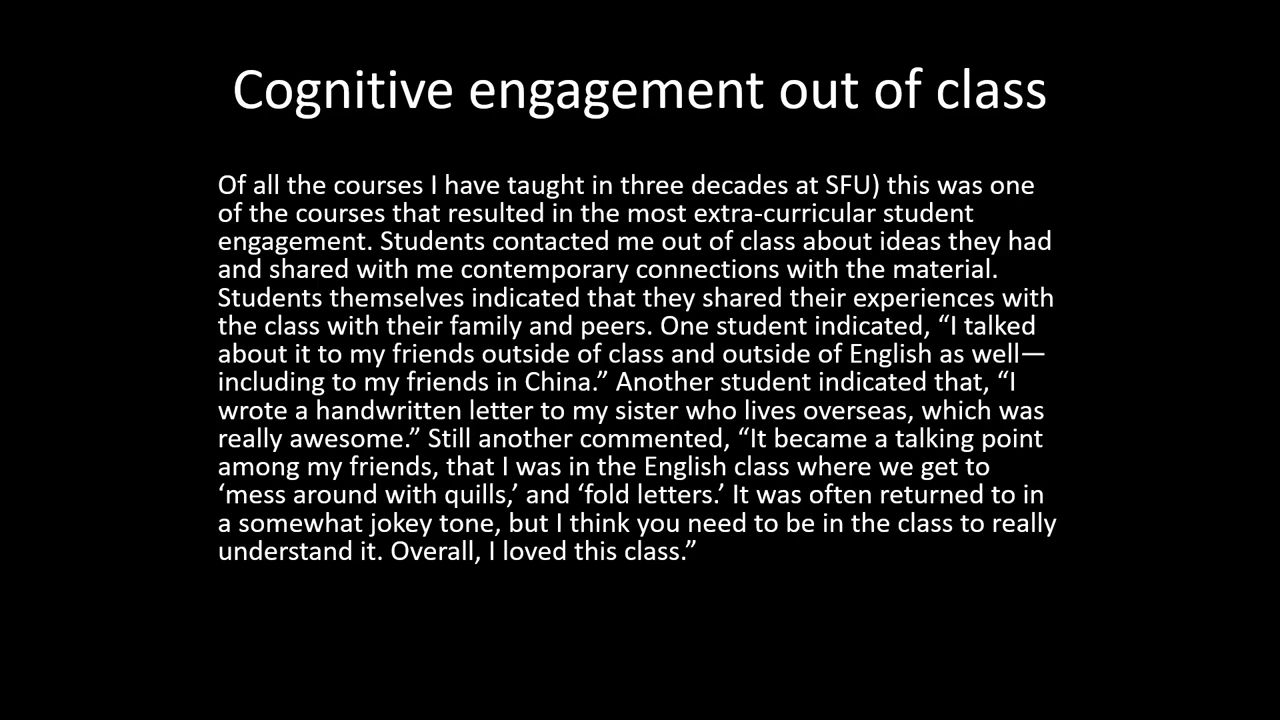 Cognitive engagement out of class
Of all the courses I have taught in three decades at SFU) this was one
of the courses that resulted in the most extra-curricular student
engagement. Students contacted me out of class about ideas they had
and shared with me contemporary connections with the material.
Students themselves indicated that they shared their experiences with
the class with their family and peers. One student indicated, “I talked
about it to my friends outside of class and outside of English as well—
including to my friends in China.” Another student indicated that, “I
wrote a handwritten letter to my sister who lives overseas, which was
really awesome.” Still another commented, “It became a talking point
among my friends, that I was in the English class where we get to
‘mess around with quills,’ and ‘fold letters.’ It was often returned to in
a somewhat jokey tone, but I think you need to be in the class to really
understand it. Overall, I loved this class.”